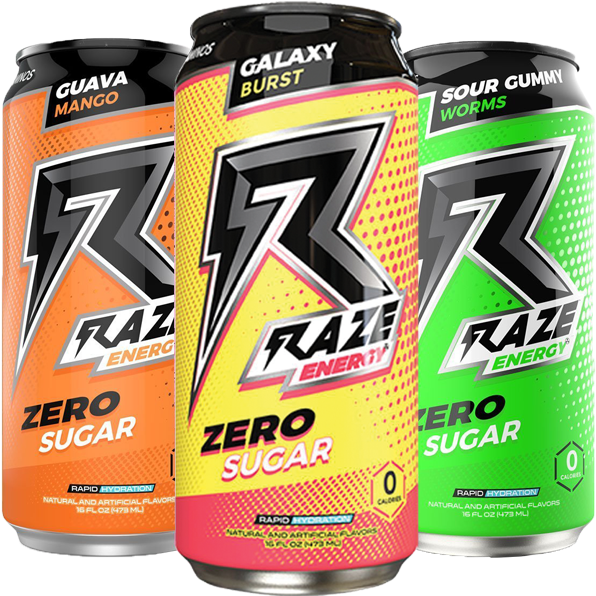 GUAVA
MANGO
RAZE
ENERGY
ZERO
SUGAR
RAPID HYDRATION
NATURAL AND ARTIFICIAL FLAVORS
16 FL OZ (473 ML)
GALAXY
BURST
RAZE
ENERGY
ZERO
SUGAR
0
CALORIES
RAPID HYDRATION
NATURAL AND ARTIFICIAL FLAVORS
16 FL OZ (473 ML)
SOUR GUMMY
WORMS
RAZE
ENERGY
ZERO
SUGAR
0
CALORIES
RAPID HYDRATION
NATURAL AND ARTIFICIAL FLAVORS
16 FL OZ (473 ML)